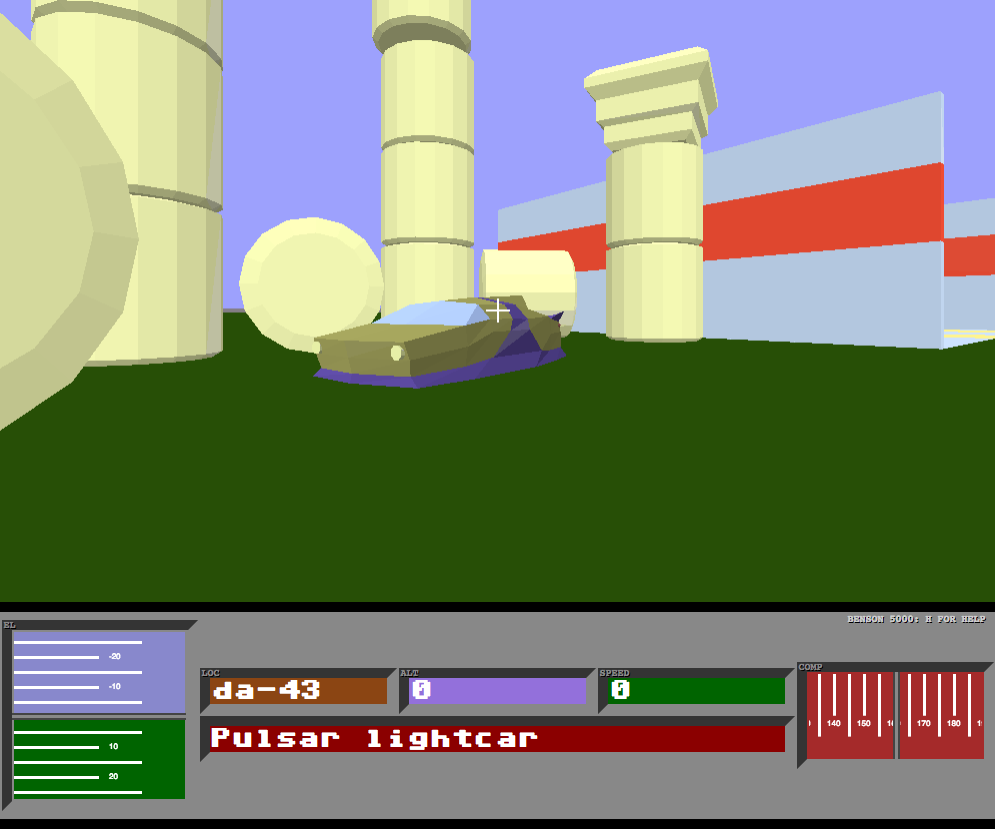 BENSON 5000: H FOR HELP
EL
-20
-10
10
20
LOC
da-43
ALT
0
SPEED
0
Pulsar lightcar
COMP
140 150 170 180